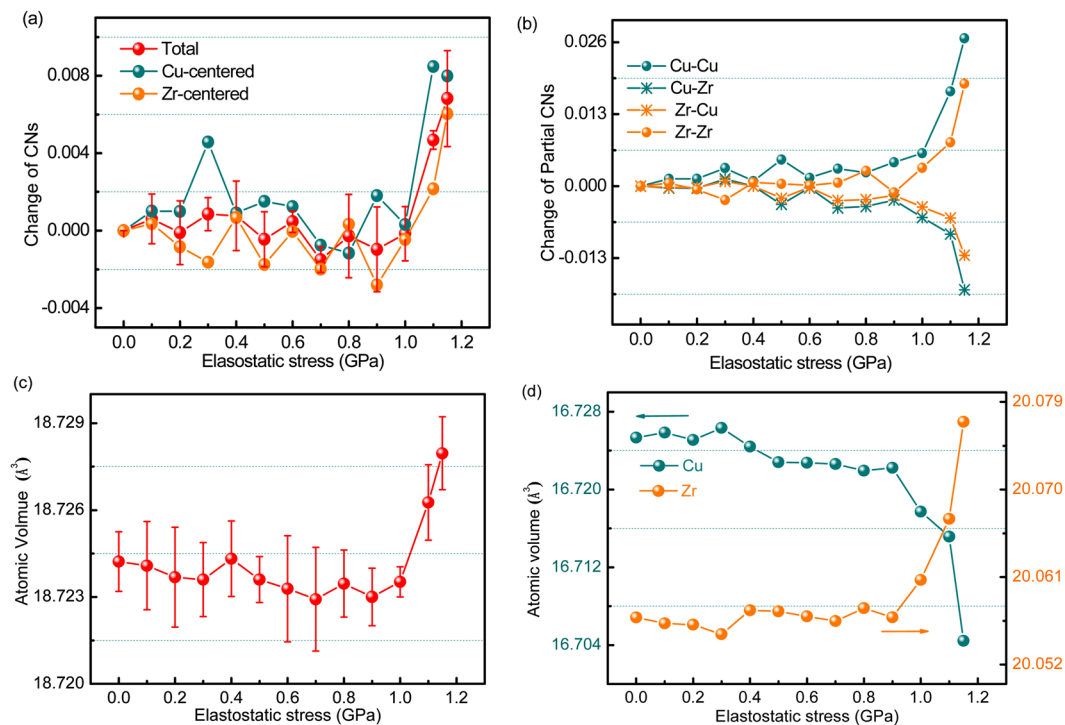 (a)
Change of CNs
0.008
0.004
0.000
-0.004
Total
Cu-centered
Zr-centered
0.0 0.2 0.4 0.6 0.8 1.0 1.2
Elasostatic stress (GPa)
(b)
Change of Partial CNs
0.026
0.013
0.000
-0.013
Cu-Cu
Cu-Zr
Zr-Cu
Zr-Zr
0.0 0.2 0.4 0.6 0.8 1.0 1.2
Elasostatic stress (GPa)
(c)
Atomic Volmue (Å³)
18.729
18.726
18.723
18.720
0.0 0.2 0.4 0.6 0.8 1.0 1.2
Elastostatic stress (GPa)
(d)
Atomic volume (Å³)
16.728
16.720
16.712
16.704
Cu
Zr
20.079
20.070
20.061
20.052
Atomic volume (Å³)
0.0 0.2 0.4 0.6 0.8 1.0 1.2
Elastostatic stress (GPa)